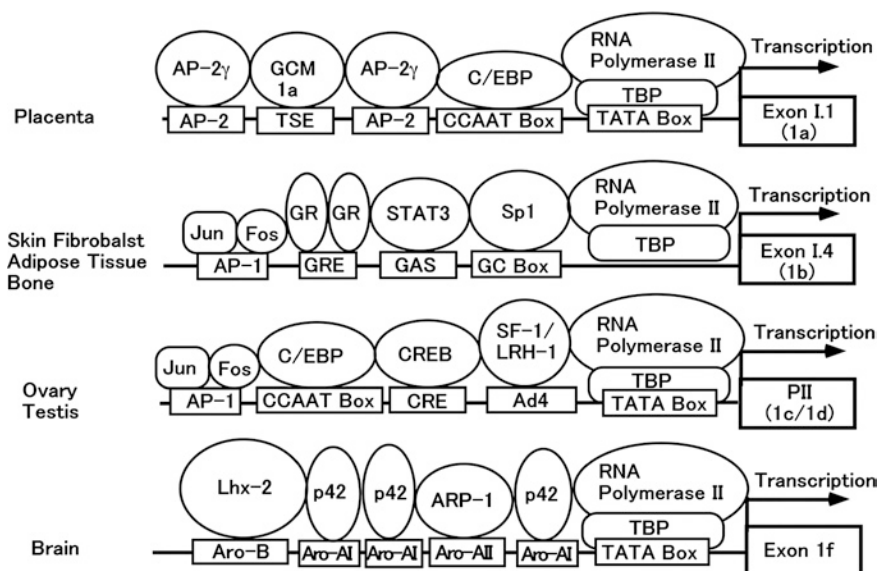 AP-2γ
GCM
1a
AP-2γ
C/EBP
RNA
Polymerase II
TBP
Transcription
Placenta
AP-2
TSE
AP-2
CCAAT Box
TATA Box
Exon I.1
(1a)
Jun
Fos
GR
GR
STAT3
Sp1
RNA
Polymerase II
TBP
Transcription
Skin Fibrobalst
Adipose Tissue
Bone
AP-1
GRE
GAS
GC Box
Exon I.4
(1b)
Jun
Fos
C/EBP
CREB
SF-1/
LRH-1
RNA
Polymerase II
TBP
Transcription
Ovary
Testis
AP-1
CCAAT Box
CRE
Ad4
TATA Box
PII
(1c/1d)
Lhx-2
p42
p42
ARP-1
p42
RNA
Polymerase II
TBP
Transcription
Brain
Aro-B
Aro-AI
Aro-AI
Aro-AII
Aro-AI
TATA Box
Exon 1f